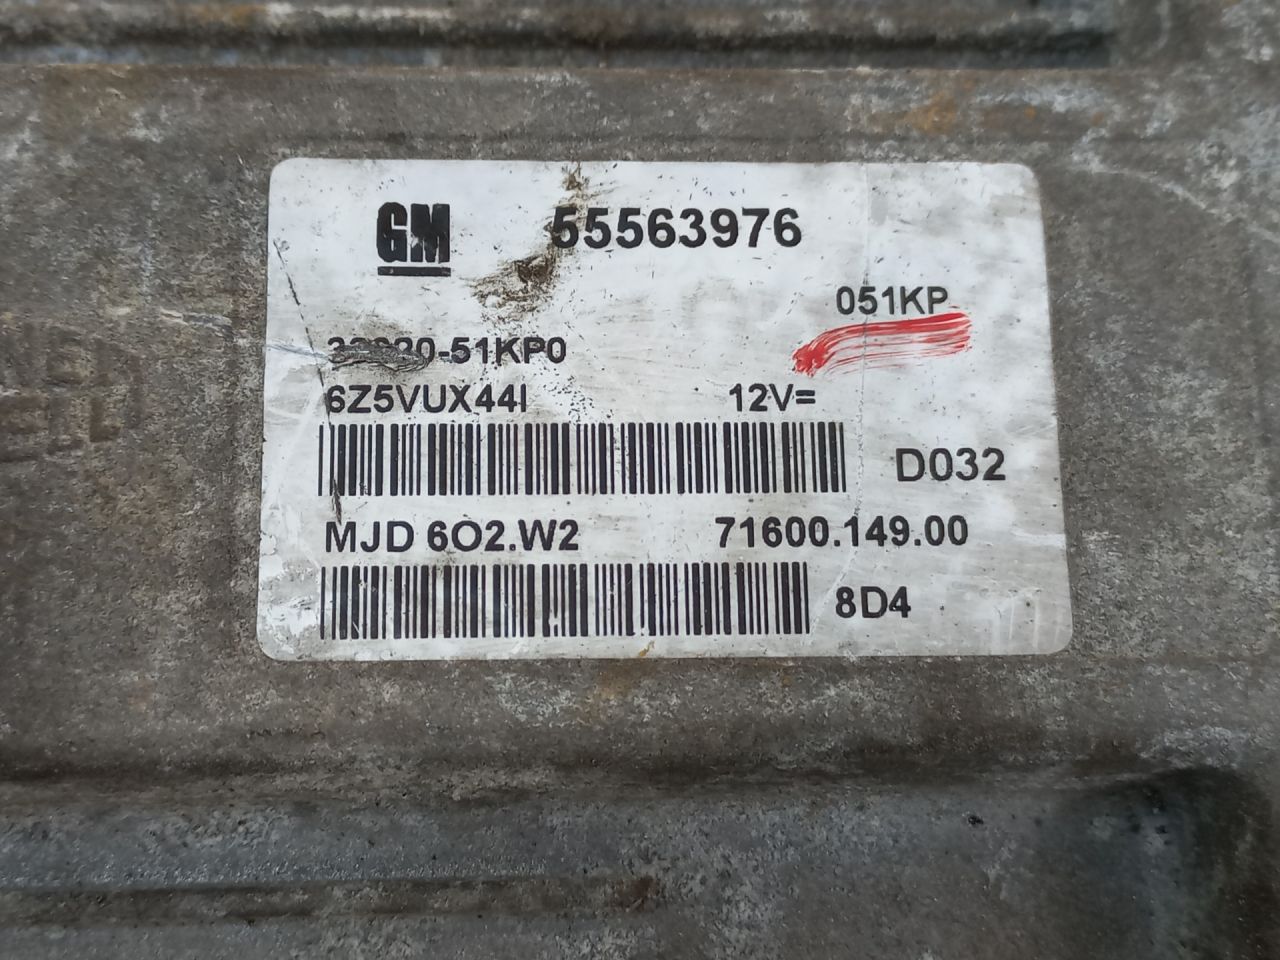 GM 55563976
051KP
-51KP0
6Z5VUX44I 12V=
D032
MJD 6O2.W2 71600.149.00
8D4